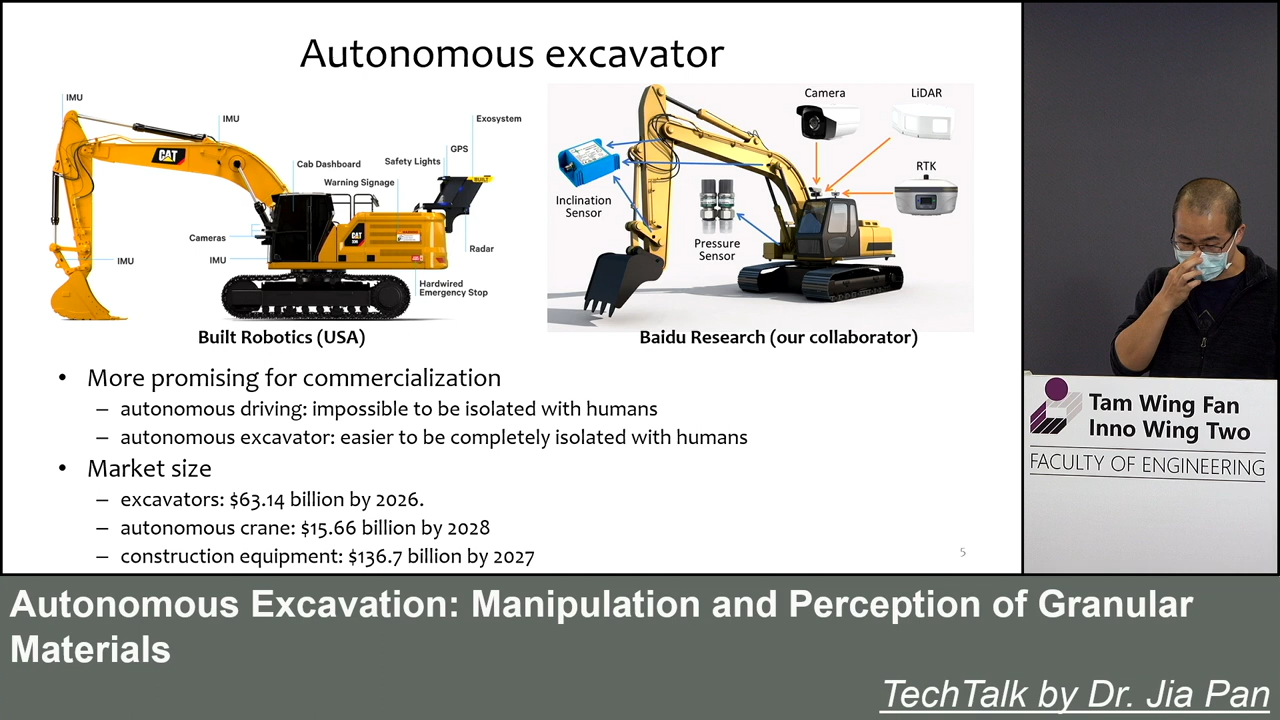 Autonomous excavator
IMU
IMU
Exosystem
GPS
Cab Dashboard
Safety Lights
Warning Signage
BUILT
CAT
CAT
Cameras
IMU
IMU
Radar
Hardwired
Emergency Stop
Built Robotics (USA)
Camera
LiDAR
RTK
Inclination
Sensor
Pressure
Sensor
Baidu Research (our collaborator)
• More promising for commercialization
– autonomous driving: impossible to be isolated with humans
– autonomous excavator: easier to be completely isolated with humans
• Market size
– excavators: $63.14 billion by 2026.
– autonomous crane: $15.66 billion by 2028
– construction equipment: $136.7 billion by 2027
5
Tam Wing Fan
Inno Wing Two
FACULTY OF ENGINEERING
Autonomous Excavation: Manipulation and Perception of Granular
Materials
TechTalk by Dr. Jia Pan